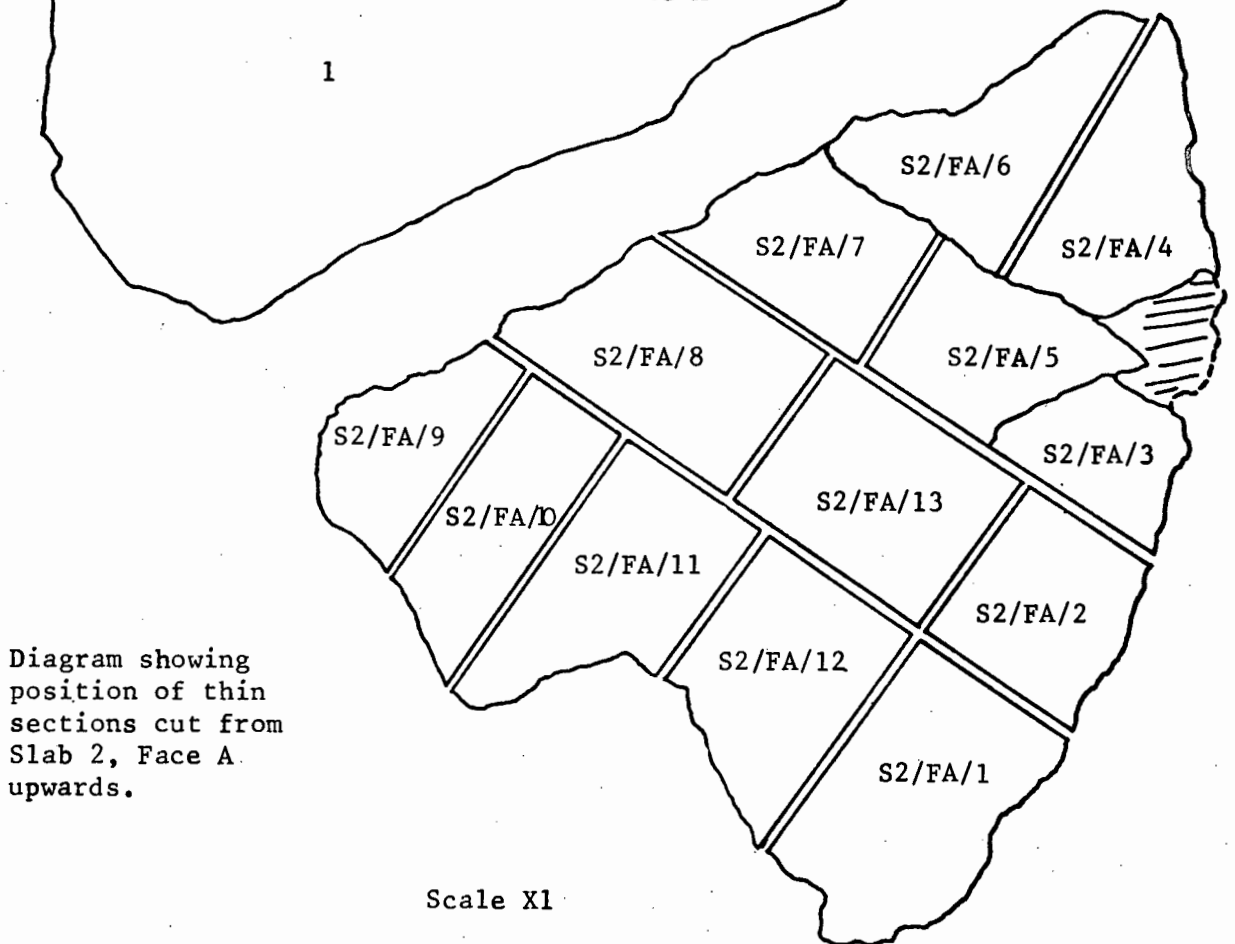 1
S2/FA/6
S2/FA/7
S2/FA/4
S2/FA/8
S2/FA/5
S2/FA/9
S2/FA/3
S2/FA/10
S2/FA/13
S2/FA/11
S2/FA/2
S2/FA/12
S2/FA/1
Diagram showing
position of thin
sections cut from
Slab 2, Face A
upwards.
Scale X1